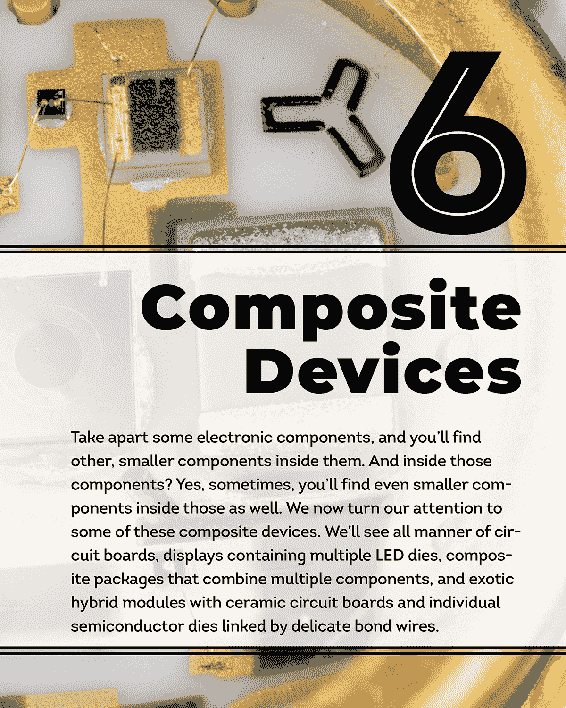 6
Composite
Devices
Take apart some electronic components, and you'll find
other, smaller components inside them. And inside those
components? Yes, sometimes, you'll find even smaller com-
ponents inside those as well. We now turn our attention to
some of these composite devices. We'll see all manner of cir-
cuit boards, displays containing multiple LED dies, compos-
ite packages that combine multiple components, and exotic
hybrid modules with ceramic circuit boards and individual
semiconductor dies linked by delicate bond wires.